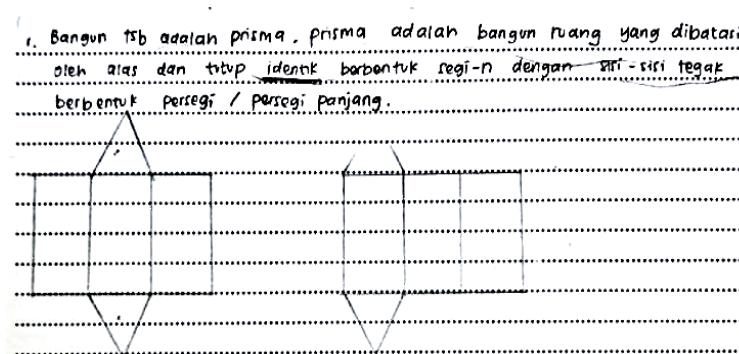 1. Bangun tsb adalah prisma. prisma adalah bangun ruang yang dibatasi
oleh alas dan tutup identik berbentuk segi-n dengan sisi-sisi tegak
berbentuk persegi / persegi panjang.